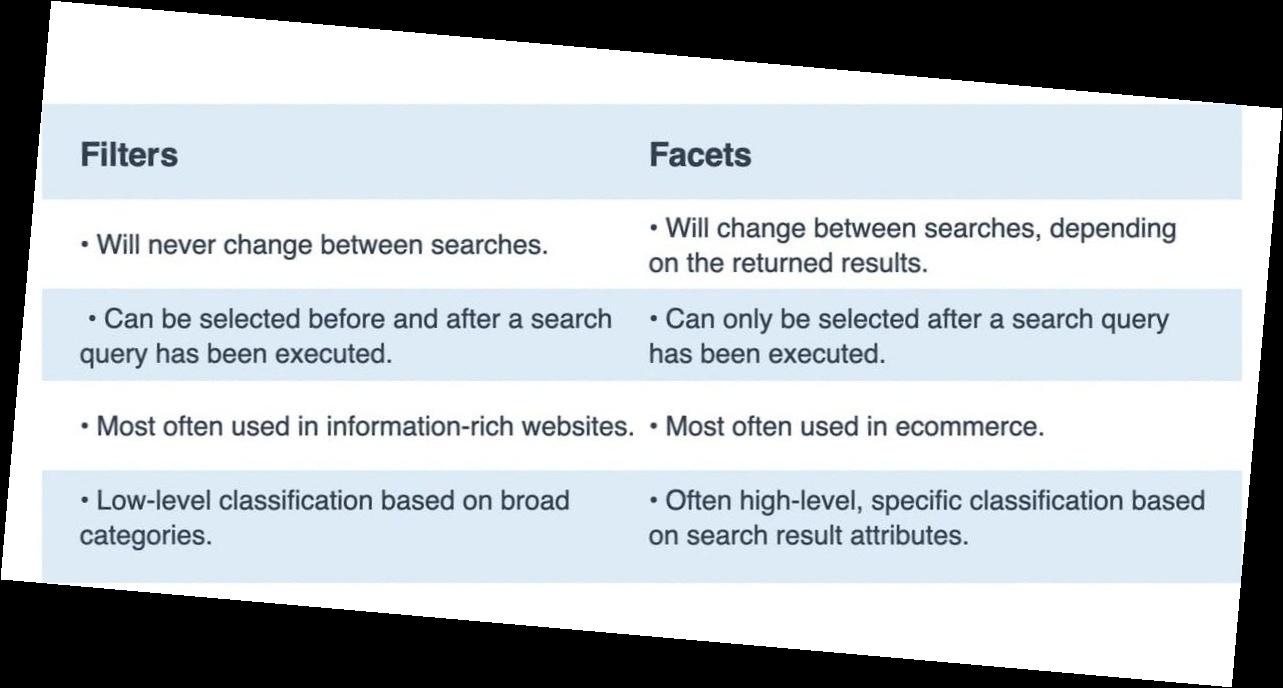 Filters
Facets
• Will never change between searches.
• Will change between searches, depending
on the returned results.
• Can be selected before and after a search
query has been executed.
• Can only be selected after a search query
has been executed.
• Most often used in information-rich websites.
• Most often used in ecommerce.
• Low-level classification based on broad
categories.
• Often high-level, specific classification based
on search result attributes.